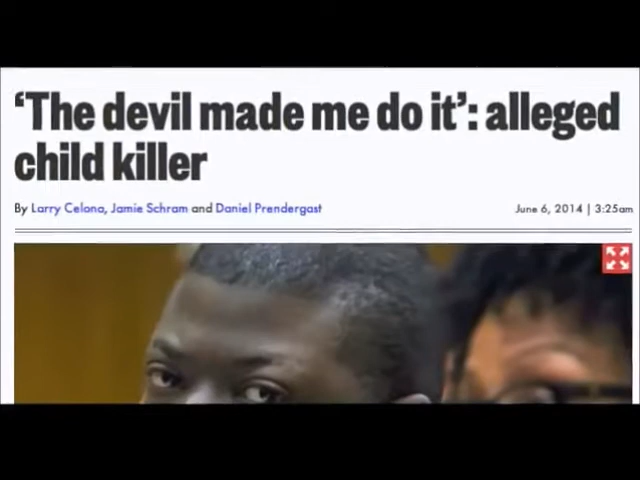 ‘The devil made me do it’: alleged
child killer
By Larry Celona, Jamie Schram and Daniel Prendergast
June 6, 2014 | 3:25am